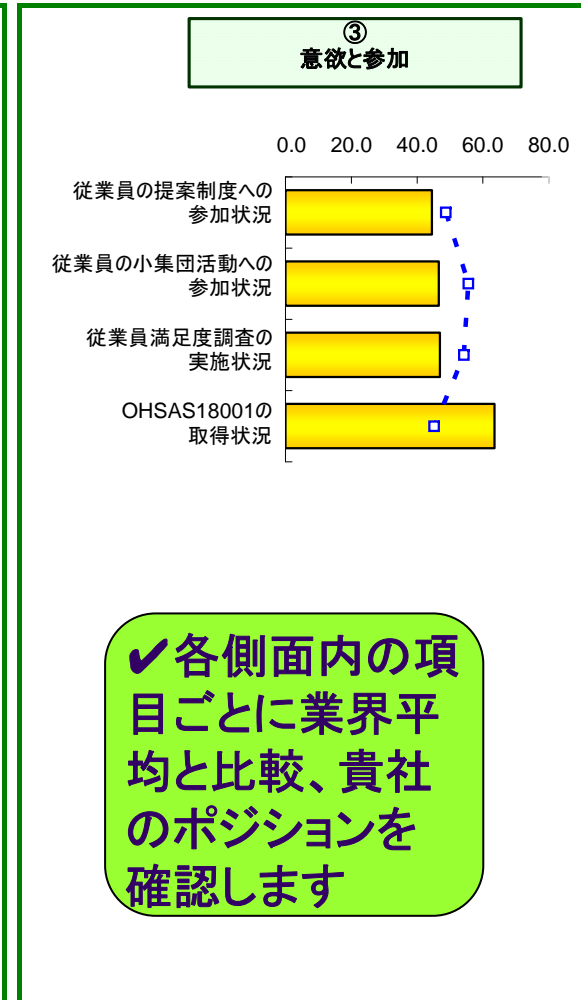 ③
意欲と参加
0.0 20.0 40.0 60.0 80.0
従業員の提案制度への
参加状況
従業員の小集団活動への
参加状況
従業員満足度調査の
実施状況
OHSAS18001の
取得状況
✔各側面内の項
目ごとに業界平
均と比較、貴社
のポジションを
確認します